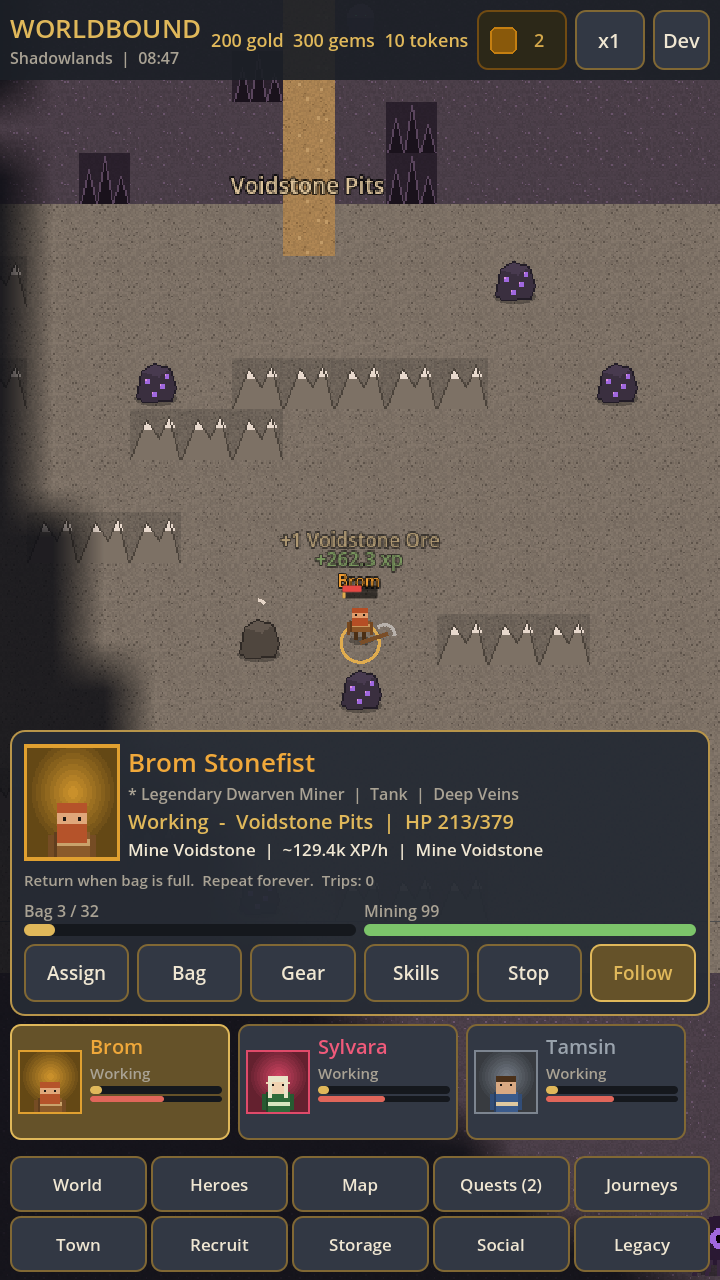 WORLDBOUND
Shadowlands | 08:47
200 gold 300 gems 10 tokens
2
x1
Dev
Voidstone Pits
+1 Voidstone Ore
+262.3 xp
Brom
Brom Stonefist
* Legendary Dwarven Miner | Tank | Deep Veins
Working - Voidstone Pits | HP 213/379
Mine Voidstone | ~129.4k XP/h | Mine Voidstone
Return when bag is full. Repeat forever. Trips: 0
Bag 3 / 32
Mining 99
Assign
Bag
Gear
Skills
Stop
Follow
Brom
Working
Sylvara
Working
Tamsin
Working
World
Heroes
Map
Quests (2)
Journeys
Town
Recruit
Storage
Social
Legacy